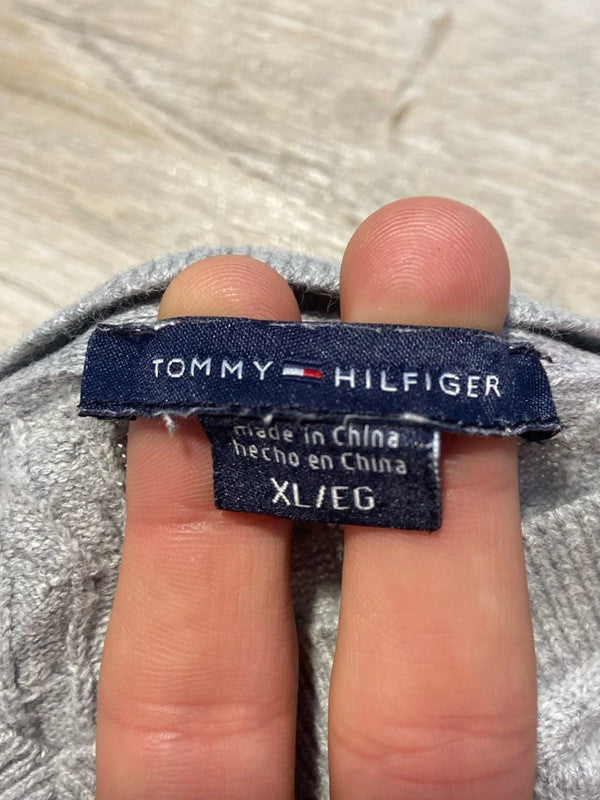 TOMMY HILFIGER
made in China
hecho en China
XL/EG